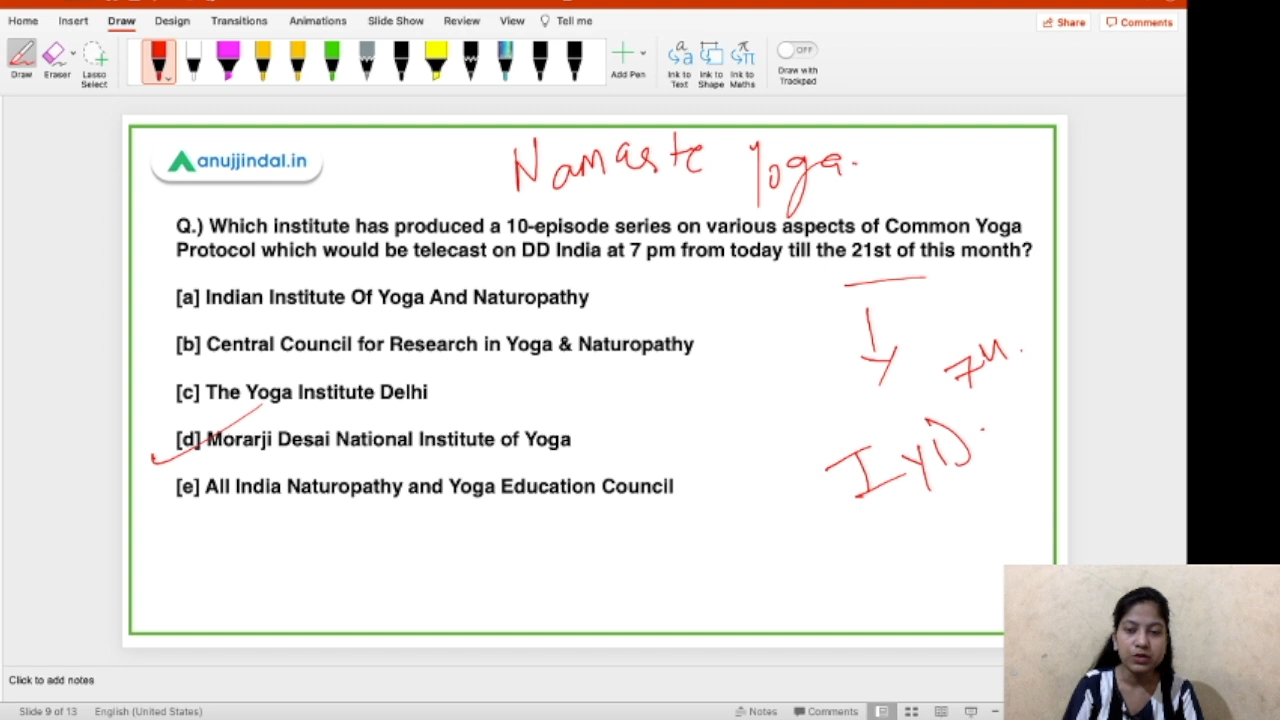 Home Insert Draw Design Transitions Animations Slide Show Review View Tell me
Share Comments
Draw Eraser Lasso Select Add Pen Ink to Text Ink to Shape Ink to Maths OFF Draw with Trackpad
Namaste Yoga.
anujjindal.in
Q.) Which institute has produced a 10-episode series on various aspects of Common Yoga
Protocol which would be telecast on DD India at 7 pm from today till the 21st of this month?
[a] Indian Institute Of Yoga And Naturopathy
[b] Central Council for Research in Yoga & Naturopathy
7th.
[c] The Yoga Institute Delhi
[d] Morarji Desai National Institute of Yoga
IYD.
[e] All India Naturopathy and Yoga Education Council
Click to add notes
Slide 9 of 13 English (United States) Notes Comments